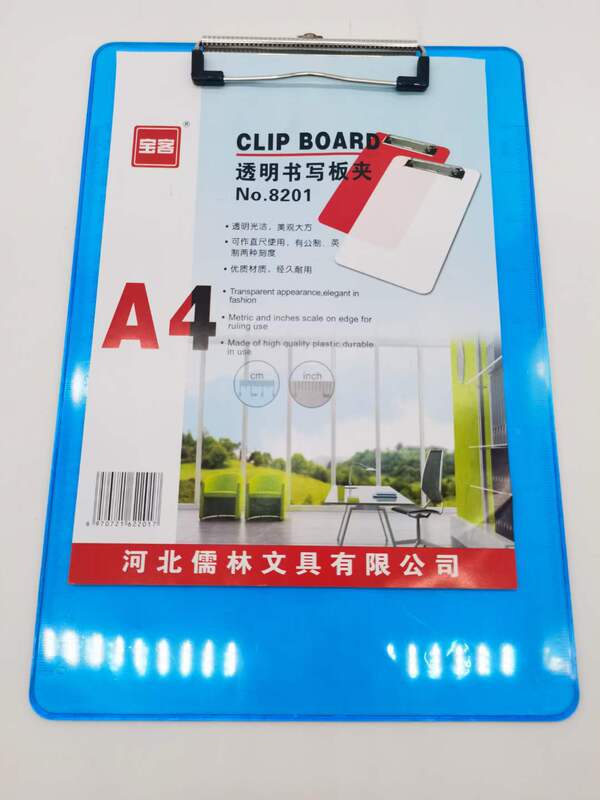 宝客
®
CLIP BOARD
透明书写板夹
No.8201
• 透明光洁，美观大方
• 可作直尺使用，有公制、英
制两种刻度
• 优质材质，经久耐用
• Transparent appearance,elegant in
fashion
• Metric and inches scale on edge for
ruling use
• Made of high quality plastic,durable
in use
A4
cm
inch
6970721622017
河北儒林文具有限公司